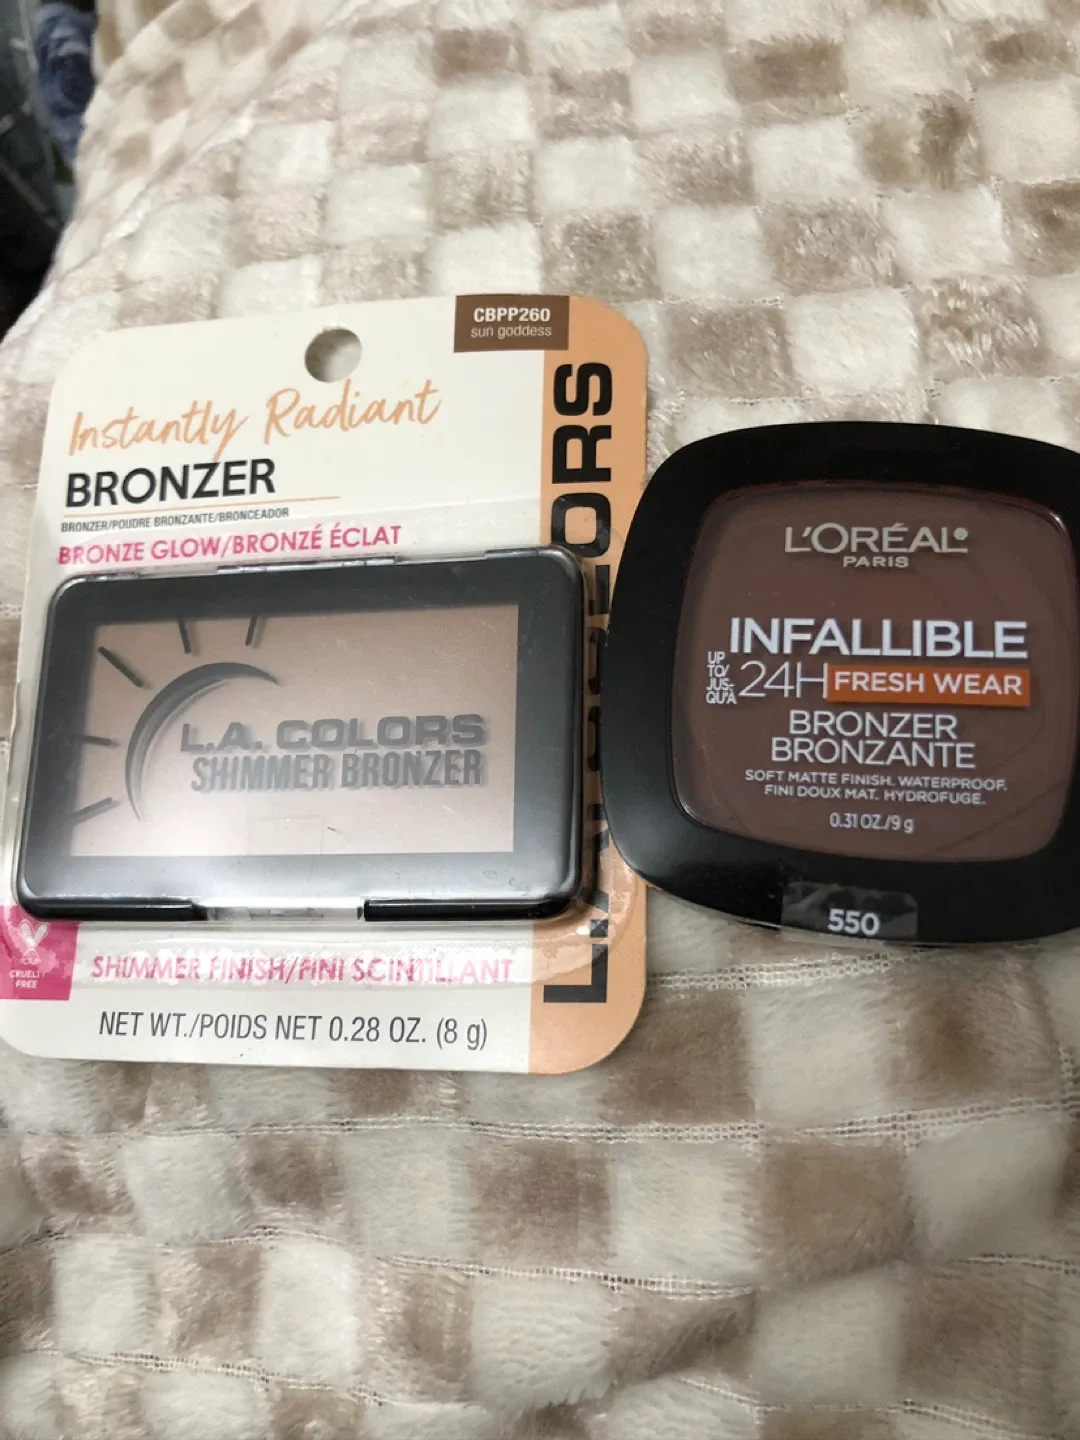 CBPP260
sun goddess
Instantly Radiant
BRONZER
BRONZER/POUDRE BRONZANTE/BRONCEADOR
BRONZE GLOW/BRONZÉ ÉCLAT
L.A. COLORS
SHIMMER BRONZER
CRUELTY
FREE
SHIMMER FINISH/FINI SCINTILLANT
NET WT./POIDS NET 0.28 OZ. (8 g)
L.A. COLORS
L'ORÉAL
PARIS
INFALLIBLE
UP TO/ JUS- QU'À 24H FRESH WEAR
BRONZER
BRONZANTE
SOFT MATTE FINISH. WATERPROOF.
FINI DOUX MAT. HYDROFUGE.
0.31 OZ./9 g
550